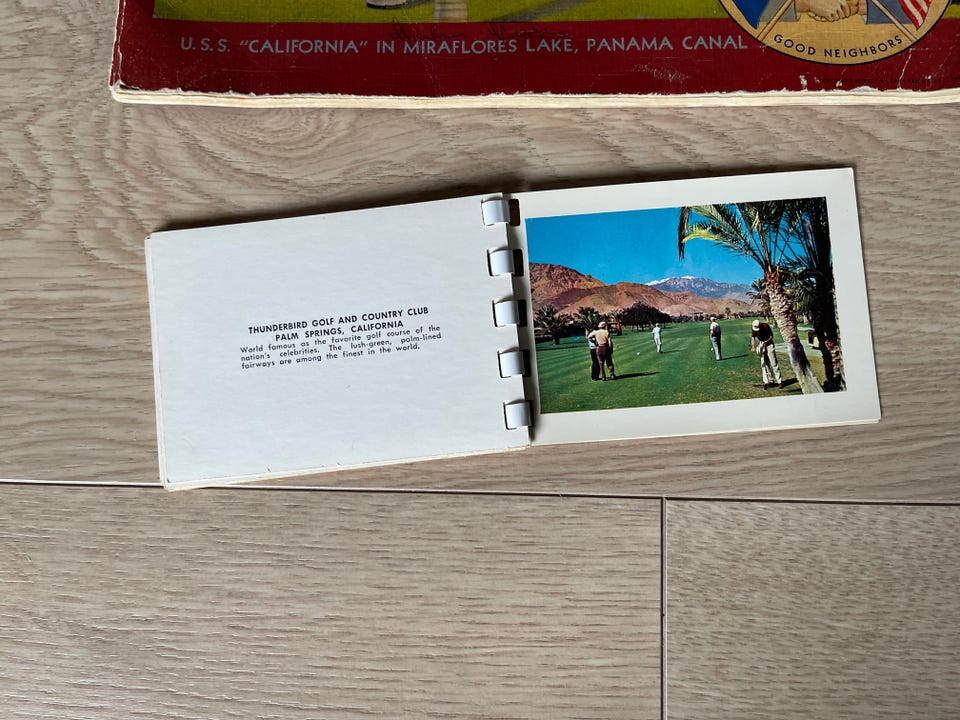 U.S.S. "CALIFORNIA" IN MIRAFLORES LAKE, PANAMA CANAL
GOOD NEIGHBORS
THUNDERBIRD GOLF AND COUNTRY CLUB
PALM SPRINGS, CALIFORNIA
World famous as the favorite golf course of the
nation's celebrities. The lush-green, palm-lined
fairways are among the finest in the world.